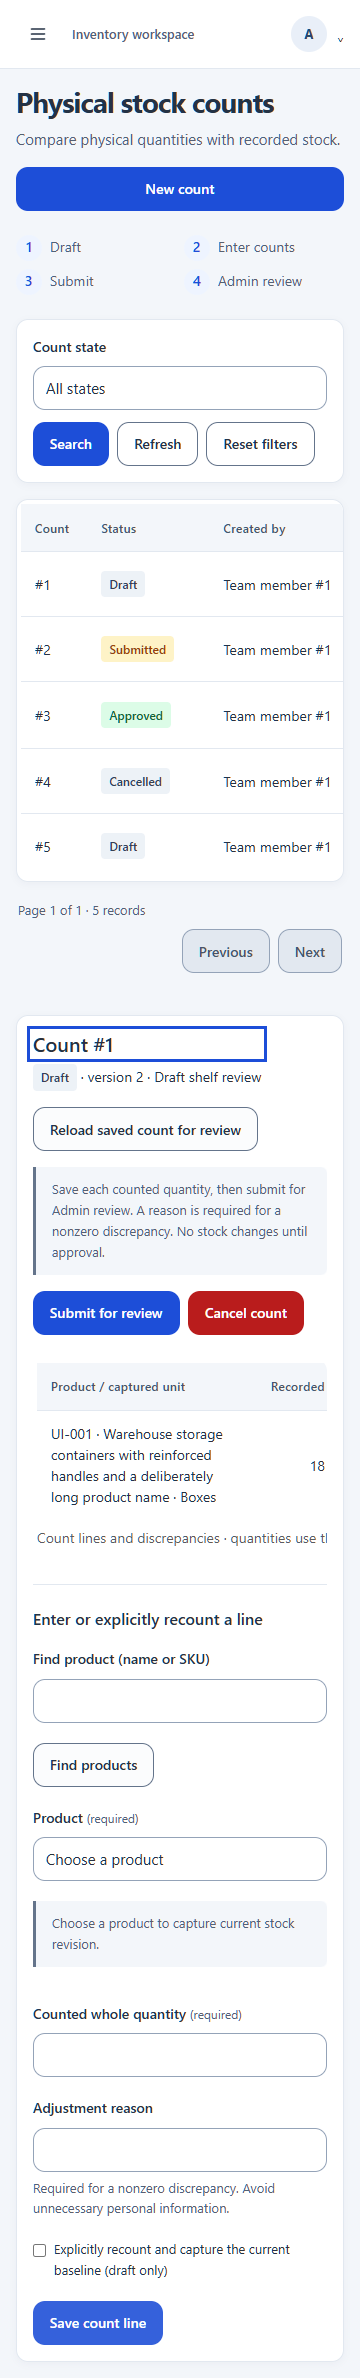 Inventory workspace
A
Physical stock counts
Compare physical quantities with recorded stock.
New count
1 Draft
2 Enter counts
3 Submit
4 Admin review
Count state
All states
Search Refresh Reset filters
Count Status Created by
#1 Draft Team member #1
#2 Submitted Team member #1
#3 Approved Team member #1
#4 Cancelled Team member #1
#5 Draft Team member #1
Page 1 of 1 · 5 records
Previous Next
Count #1
Draft · version 2 · Draft shelf review
Reload saved count for review
Save each counted quantity, then submit for
Admin review. A reason is required for a
nonzero discrepancy. No stock changes until
approval.
Submit for review Cancel count
Product / captured unit Recorded
UI-001 · Warehouse storage
containers with reinforced
handles and a deliberately
long product name · Boxes
18
Count lines and discrepancies · quantities use
Enter or explicitly recount a line
Find product (name or SKU)
Find products
Product (required)
Choose a product
Choose a product to capture current stock
revision.
Counted whole quantity (required)
Adjustment reason
Required for a nonzero discrepancy. Avoid
unnecessary personal information.
Explicitly recount and capture the current
baseline (draft only)
Save count line